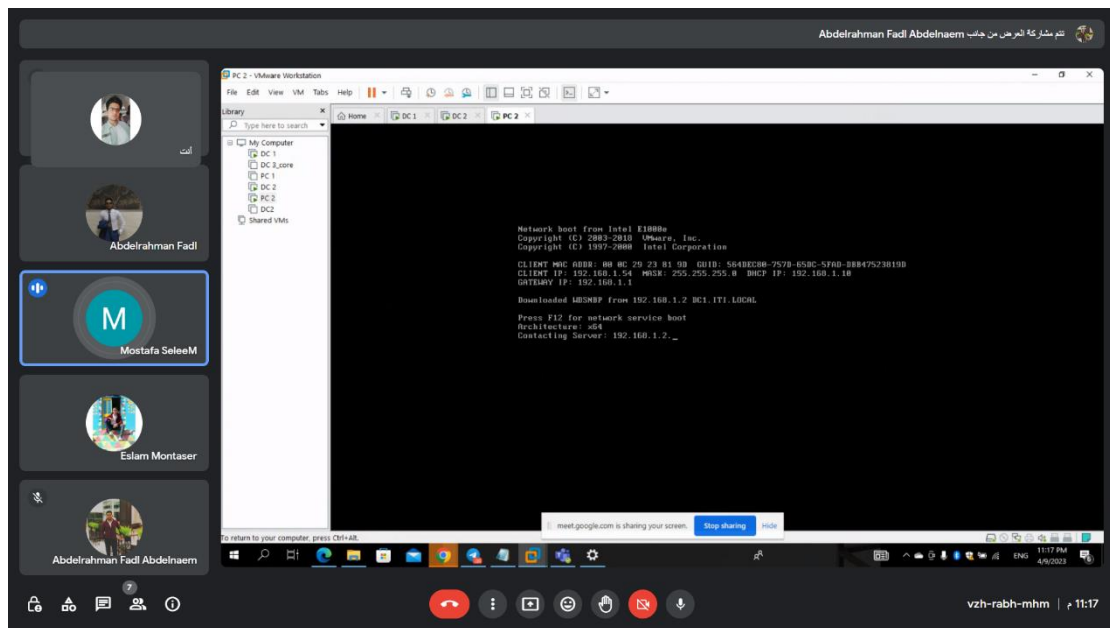 تتم مشاركة العرض من جانب Abdelrahman Fadl Abdelnaem
أنت
Abdelrahman Fadl
M
Mostafa SeleeM
Eslam Montaser
Abdelrahman Fadl Abdelnaem
PC 2 - VMware Workstation
File Edit View VM Tabs Help
Library
Type here to search
My Computer
DC 1
DC 3_core
PC 1
DC 2
PC 2
DC2
Shared VMs
Home DC 1 DC 2 PC 2
Network boot from Intel E1000e
Copyright (C) 2003-2018 VMware, Inc.
Copyright (C) 1997-2000 Intel Corporation
CLIENT MAC ADDR: 00 0C 29 23 81 9D GUID: 564DEC80-757D-65DC-5FAD-DBB47523819D
CLIENT IP: 192.168.1.54 MASK: 255.255.255.0 DHCP IP: 192.168.1.10
GATEWAY IP: 192.168.1.1
Downloaded WDSNBP from 192.168.1.2 DC1.ITI.LOCAL
Press F12 for network service boot
Architecture: x64
Contacting Server: 192.168.1.2._
meet.google.com is sharing your screen. Stop sharing Hide
To return to your computer, press Ctrl+Alt.
ENG 11:17 PM
4/9/2023
7
vzh-rabh-mhm | 11:17 م